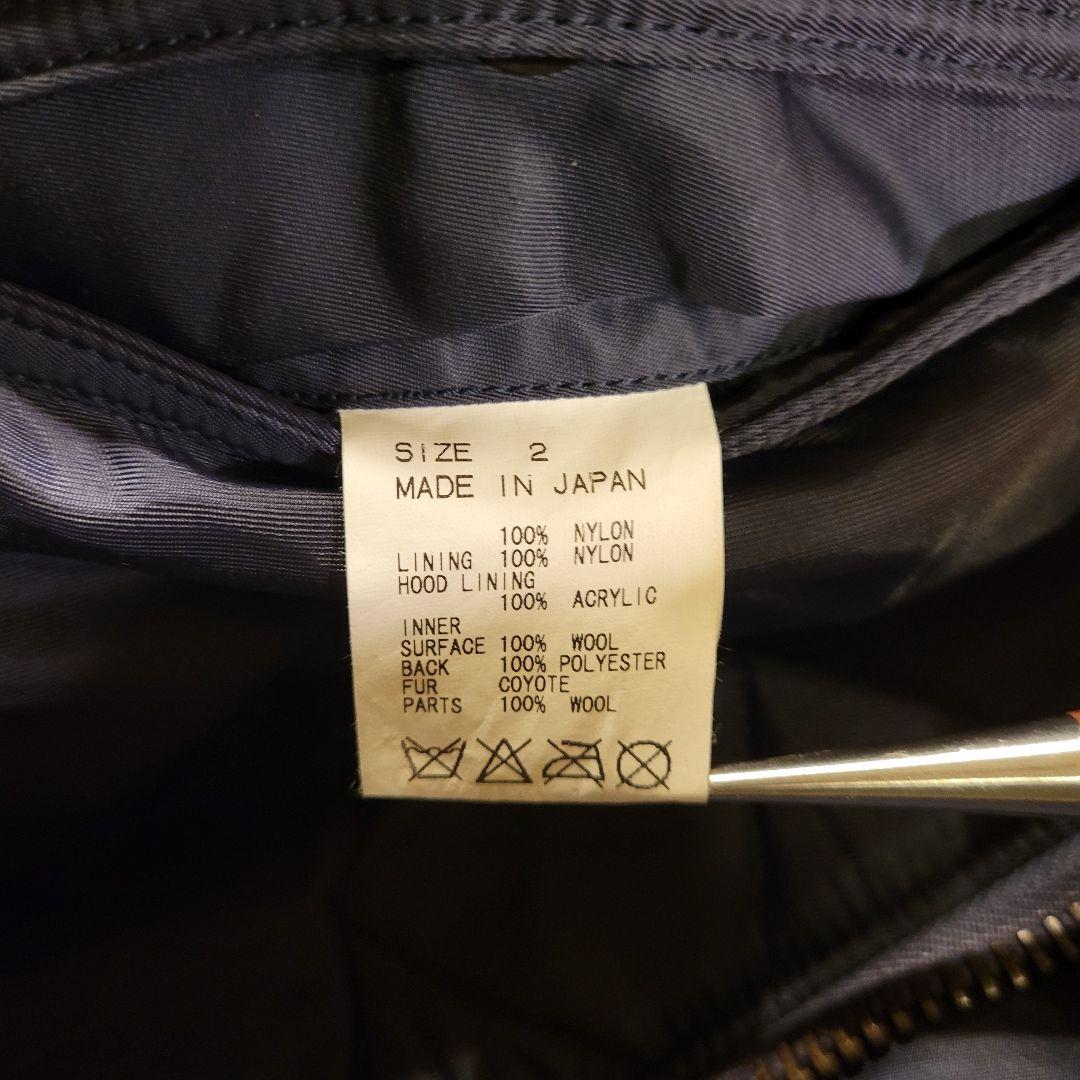 SIZE 2
MADE IN JAPAN
100% NYLON
LINING 100% NYLON
HOOD LINING
100% ACRYLIC
INNER
SURFACE 100% WOOL
BACK 100% POLYESTER
FUR COYOTE
PARTS 100% WOOL